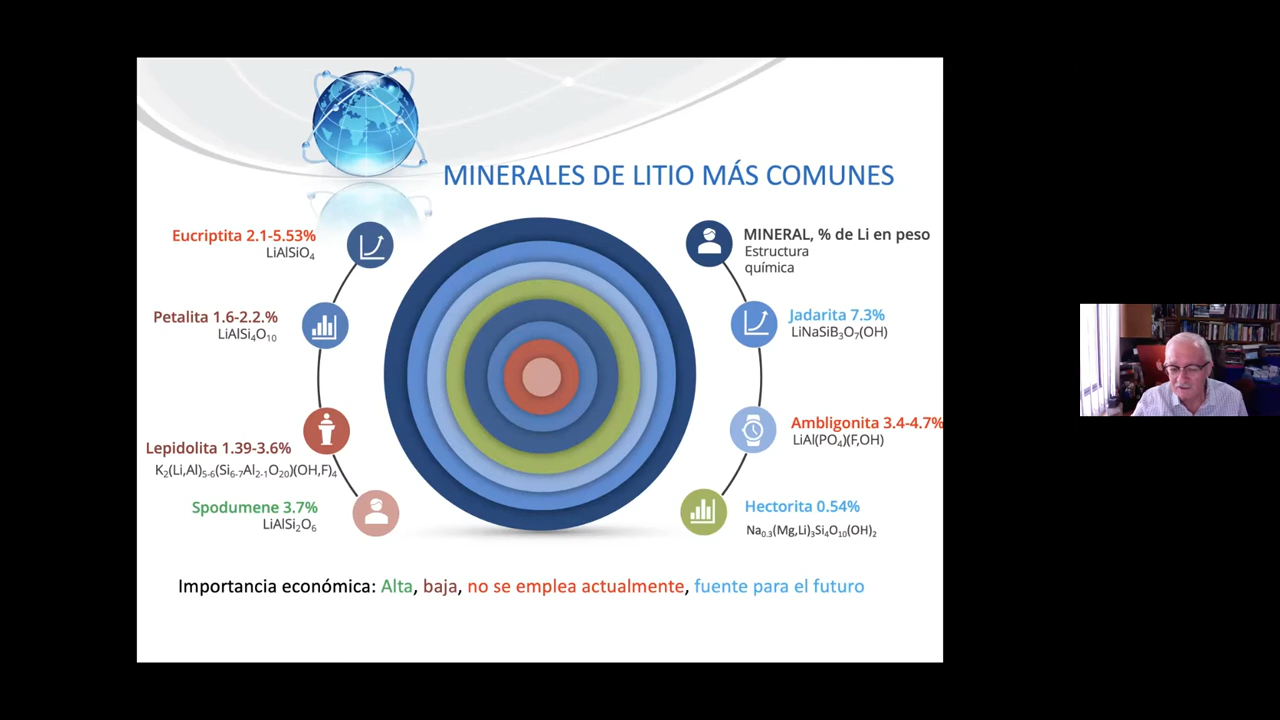 MINERALES DE LITIO MÁS COMUNES
Eucriptita 2.1-5.53%
LiAlSiO₄
Petalita 1.6-2.2.%
LiAlSi₄O₁₀
Lepidolita 1.39-3.6%
K₂(Li,Al)₅₋₆(Si₆₋₇Al₂₋₁O₂₀)(OH,F)₄
Spodumene 3.7%
LiAlSi₂O₆
MINERAL, % de Li en peso
Estructura
química
Jadarita 7.3%
LiNaSiB₃O₇(OH)
Ambligonita 3.4-4.7%
LiAl(PO₄)(F,OH)
Hectorita 0.54%
Na₀.₃(Mg,Li)₃Si₄O₁₀(OH)₂
Importancia económica: Alta, baja, no se emplea actualmente, fuente para el futuro